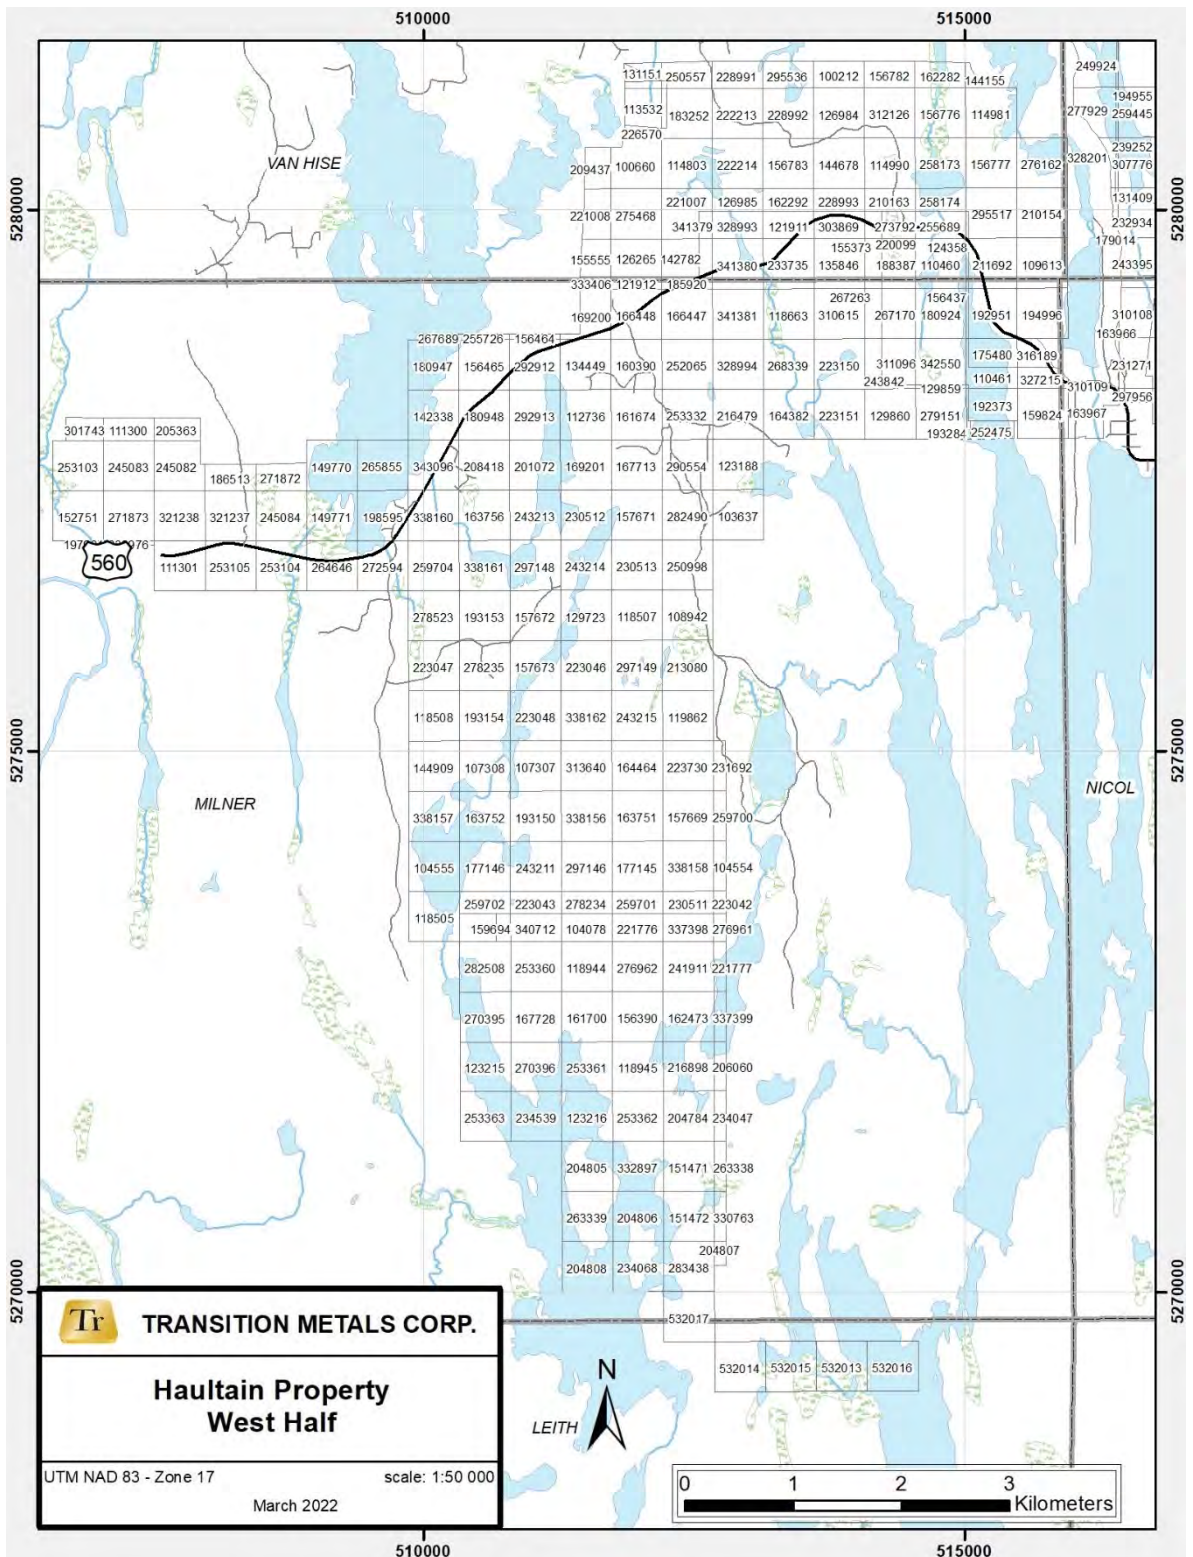 510000 515000
249924
131151 250557 228991 295536 100212 156782 162282 144155
194955
113532 183252 222213 228992 126984 312126 156776 114981 277929 259445
226570
239252
VAN HISE
209437 100660 114803 222214 156783 144678 114990 258173 156777 276162 328201 307776
131409
221007 126985 162292 228993 210163 258174
5280000 5280000
221008 275468 295517 210154 232934
341379 328993 121911 303869 273792 255689
179014
155373 220099 124358
155555 126265 142782 341380 233735 135846 188387 110460 211692 109613 243395
333406 121912 185920
267263 156437
169200 166448 166447 341381 118663 310615 267170 180924 192951 194996 310108
163966
267689 255726 156464
175480 316189
180947 156465 292912 134449 160390 252065 328994 268339 223150 311096 342550 231271
243842 129859 110461 327215 310109
297956
142338 180948 292913 112736 161674 253332 216479 164382 223151 129860 279151 192373 159824 163967
193284 252475
301743 111300 205363
253103 245083 245082 186513 271872 149770 265855 343096 208418 201072 169201 167713 290554 123188
152751 271873 321238 321237 245084 149771 198595 338160 163756 243213 230512 157671 282490 103637
560
111301 253105 253104 264646 272594 259704 338161 297148 243214 230513 250998
278523 193153 157672 129723 118507 108942
223047 278235 157673 223046 297149 213080
118508 193154 223048 338162 243215 119862
5275000 5275000
144909 107308 107307 313640 164464 223730 231692
MILNER NICOL
338157 163752 193150 338156 163751 157669 259700
104555 177146 243211 297146 177145 338158 104554
259702 223043 278234 259701 230511 223042
118505
159694 340712 104078 221776 337398 276961
282508 253360 118944 276962 241911 221777
270395 167728 161700 156390 162473 337399
123215 270396 253361 118945 216898 206060
253363 234539 123216 253362 204784 234047
204805 332897 151471 263338
263339 204806 151472 330763
204807
204808 234068 283438
5270000 5270000
532017
532014 532015 532013 532016
Tr TRANSITION METALS CORP.
Haultain Property
West Half
UTM NAD 83 - Zone 17 scale: 1:50 000
March 2022
N
LEITH
0 1 2 3
Kilometers
510000 515000